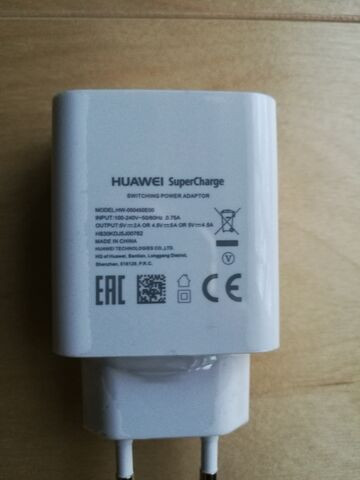 HUAWEI SuperCharge
SWITCHING POWER ADAPTOR
MODEL:HW-050450E00
INPUT:100-240V~50/60Hz ,0.75A
OUTPUT:5V⎓2A OR 4.5V⎓5A OR 5V⎓4.5A
HS30KDJ5J00762
MADE IN CHINA
HUAWEI TECHNOLOGIES CO.,LTD.
HQ of Huawei, Bantian, Longgang District,
Shenzhen, 518129, P.R.C.
V
EAC CE